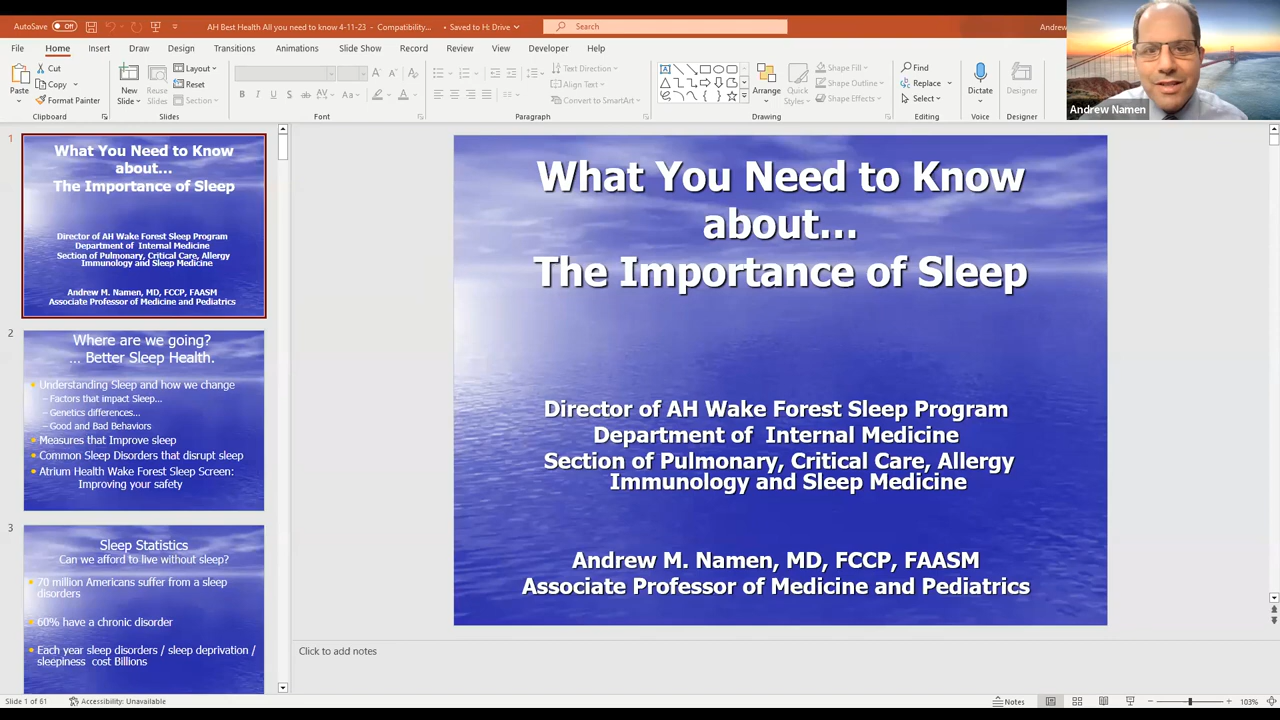 AutoSave
Off
AH Best Health All you need to know 4-11-23 - Compatibility... • Saved to H: Drive
Search
Andrew
File Home Insert Draw Design Transitions Animations Slide Show Record Review View Developer Help
Paste
Cut
Copy
Format Painter
Clipboard
New Slide
Reuse Slides
Layout
Reset
Section
Slides
B I U S ab AV Aa A
Font
Text Direction
Align Text
Convert to SmartArt
Paragraph
Arrange
Quick Styles
Shape Fill
Shape Outline
Shape Effects
Drawing
Find
Replace
Select
Editing
Dictate
Voice
Designer
Designer
Andrew Namen
1
What You Need to Know
about...
The Importance of Sleep
Director of AH Wake Forest Sleep Program
Department of Internal Medicine
Section of Pulmonary, Critical Care, Allergy
Immunology and Sleep Medicine
Andrew M. Namen, MD, FCCP, FAASM
Associate Professor of Medicine and Pediatrics
2
Where are we going?
... Better Sleep Health.
Understanding Sleep and how we change
– Factors that impact Sleep...
– Genetics differences...
– Good and Bad Behaviors
Measures that Improve sleep
Common Sleep Disorders that disrupt sleep
Atrium Health Wake Forest Sleep Screen:
Improving your safety
3
Sleep Statistics
Can we afford to live without sleep?
70 million Americans suffer from a sleep
disorders
60% have a chronic disorder
Each year sleep disorders / sleep deprivation /
sleepiness cost Billions
What You Need to Know
about...
The Importance of Sleep
Director of AH Wake Forest Sleep Program
Department of Internal Medicine
Section of Pulmonary, Critical Care, Allergy
Immunology and Sleep Medicine
Andrew M. Namen, MD, FCCP, FAASM
Associate Professor of Medicine and Pediatrics
Click to add notes
Slide 1 of 61
Accessibility: Unavailable
Notes
103%